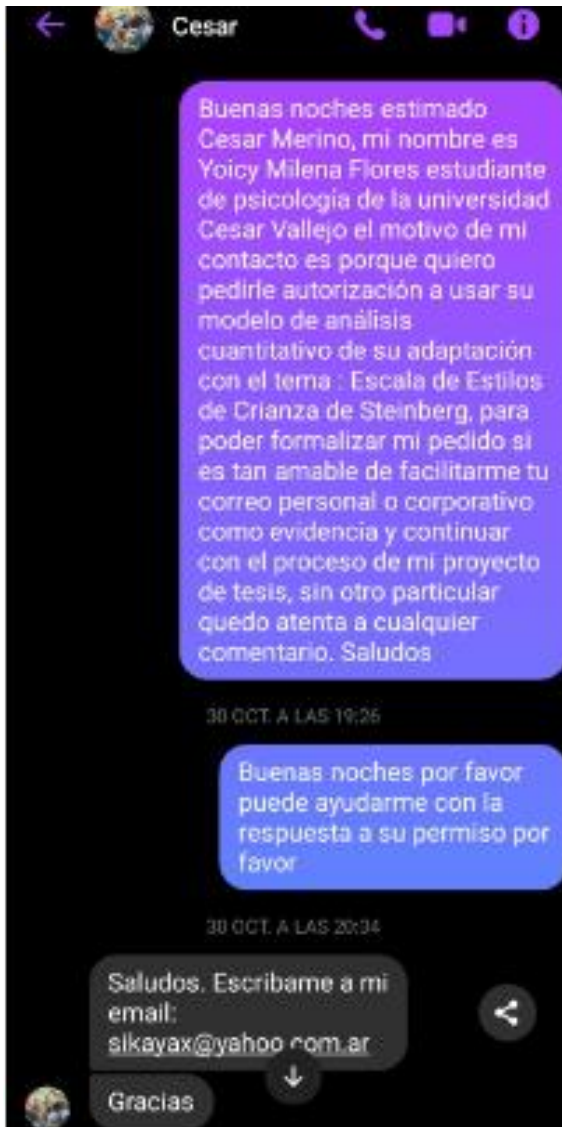 Cesar
Buenas noches estimado
Cesar Merino, mi nombre es
Yoicy Milena Flores estudiante
de psicología de la universidad
Cesar Vallejo el motivo de mi
contacto es porque quiero
pedirle autorización a usar su
modelo de análisis
cuantitativo de su adaptación
con el tema : Escala de Estilos
de Crianza de Steinberg, para
poder formalizar mi pedido si
es tan amable de facilitarme tu
correo personal o corporativo
como evidencia y continuar
con el proceso de mi proyecto
de tesis, sin otro particular
quedo atenta a cualquier
comentario. Saludos
30 OCT. A LAS 19:26
Buenas noches por favor
puede ayudarme con la
respuesta a su permiso por
favor
30 OCT. A LAS 20:34
Saludos. Escribame a mi
email:
sikayax@yahoo.com.ar
Gracias